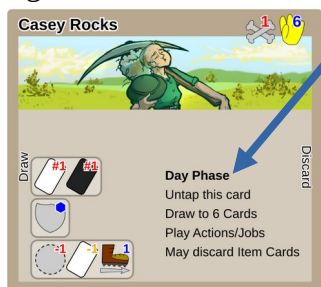 Casey Rocks
1
6
Draw
Discard
#1
#1
-1
-1
1
Day Phase
Untap this card
Draw to 6 Cards
Play Actions/Jobs
May discard Item Cards